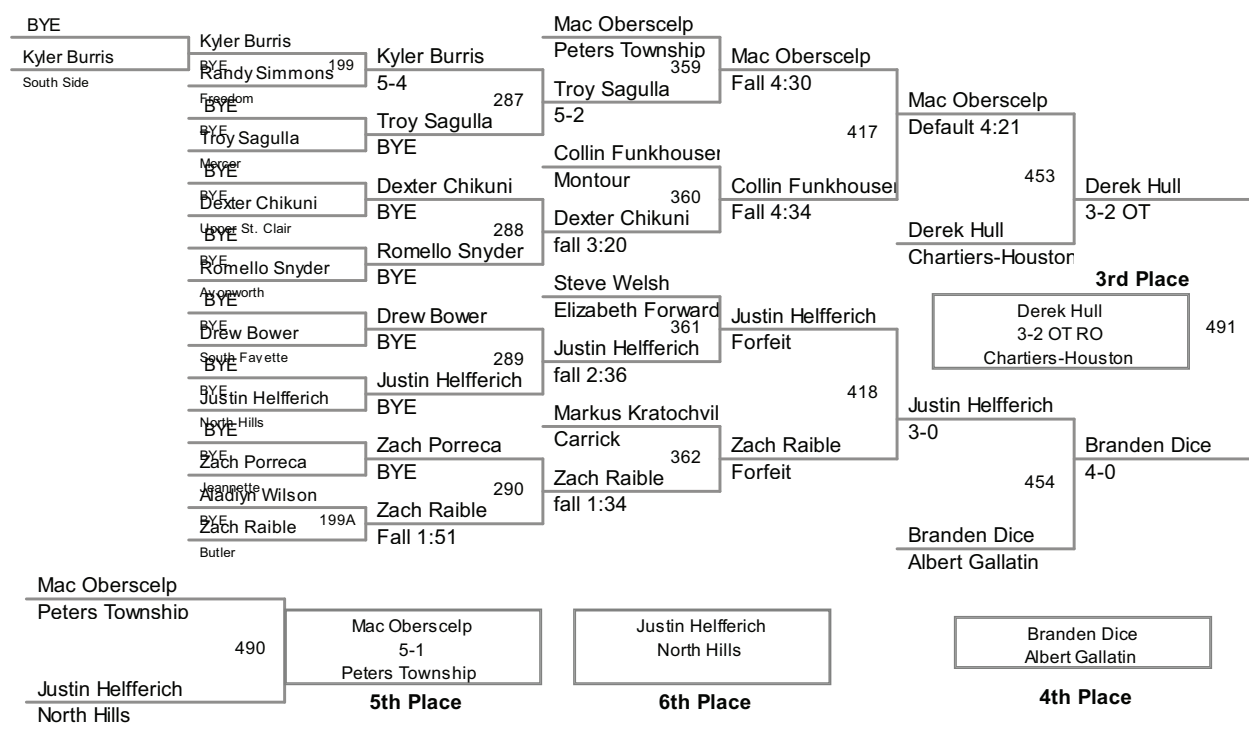 BYE
Kyler Burris
South Side
Kyler Burris
BYE
Randy Simmons
199
Freedom
BYE
BYE
Troy Sagulla
Mercer
BYE
BYE
Dexter Chikuni
Upper St. Clair
BYE
BYE
Romello Snyder
Avonworth
BYE
BYE
Drew Bower
South Fayette
BYE
BYE
Justin Helfferich
North Hills
BYE
BYE
Zach Porreca
Jeannette
Aladiyn Wilson
BYE
Zach Raible
199A
Butler
Kyler Burris
5-4
287
Troy Sagulla
BYE
Dexter Chikuni
BYE
288
Romello Snyder
BYE
Drew Bower
BYE
289
Justin Helfferich
BYE
Zach Porreca
BYE
290
Zach Raible
Fall 1:51
Mac Oberscelp
Peters Township
359
Troy Sagulla
5-2
Collin Funkhouser
Montour
360
Dexter Chikuni
fall 3:20
Steve Welsh
Elizabeth Forward
361
Justin Helfferich
fall 2:36
Markus Kratochvil
Carrick
362
Zach Raible
fall 1:34
Mac Oberscelp
Fall 4:30
417
Collin Funkhouser
Fall 4:34
Justin Helfferich
Forfeit
418
Zach Raible
Forfeit
Mac Oberscelp
Default 4:21
453
Derek Hull
Chartiers-Houston
Derek Hull
3-2 OT
3rd Place
Derek Hull
3-2 OT RO
Chartiers-Houston
491
Justin Helfferich
3-0
454
Branden Dice
Albert Gallatin
Branden Dice
4-0
Mac Oberscelp
Peters Township
490
Justin Helfferich
North Hills
Mac Oberscelp
5-1
Peters Township
5th Place
Justin Helfferich
North Hills
6th Place
Branden Dice
Albert Gallatin
4th Place